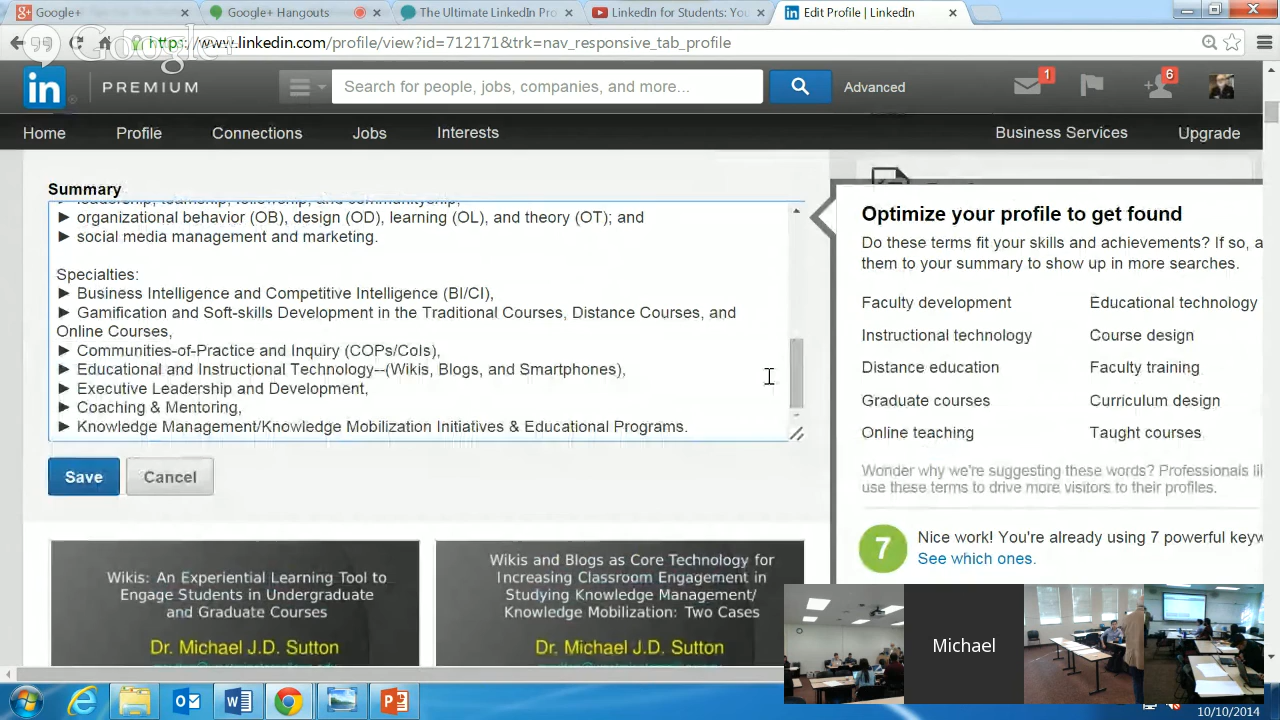 Google+
Google+ Hangouts
The Ultimate LinkedIn Pro
LinkedIn for Students: You
Edit Profile | LinkedIn
Google+
https://www.linkedin.com/profile/view?id=712171&trk=nav_responsive_tab_profile
in
PREMIUM
Search for people, jobs, companies, and more...
Advanced
1
6
Home
Profile
Connections
Jobs
Interests
Business Services
Upgrade
Summary
► organizational behavior (OB), design (OD), learning (OL), and theory (OT); and
► social media management and marketing.
Specialties:
► Business Intelligence and Competitive Intelligence (BI/CI),
► Gamification and Soft-skills Development in the Traditional Courses, Distance Courses, and
Online Courses,
► Communities-of-Practice and Inquiry (COPs/CoIs),
► Educational and Instructional Technology--(Wikis, Blogs, and Smartphones),
► Executive Leadership and Development,
► Coaching & Mentoring,
► Knowledge Management/Knowledge Mobilization Initiatives & Educational Programs.
Save
Cancel
Optimize your profile to get found
Do these terms fit your skills and achievements? If so, a
them to your summary to show up in more searches.
Faculty development
Educational technology
Instructional technology
Course design
Distance education
Faculty training
Graduate courses
Curriculum design
Online teaching
Taught courses
Wonder why we're suggesting these words? Professionals li
use these terms to drive more visitors to their profiles.
7
Nice work! You're already using 7 powerful keyw
See which ones.
Wikis: An Experiential Learning Tool to
Engage Students in Undergraduate
and Graduate Courses
Dr. Michael J.D. Sutton
Wikis and Blogs as Core Technology for
Increasing Classroom Engagement in
Studying Knowledge Management/
Knowledge Mobilization: Two Cases
Dr. Michael J.D. Sutton
Michael
10/10/2014